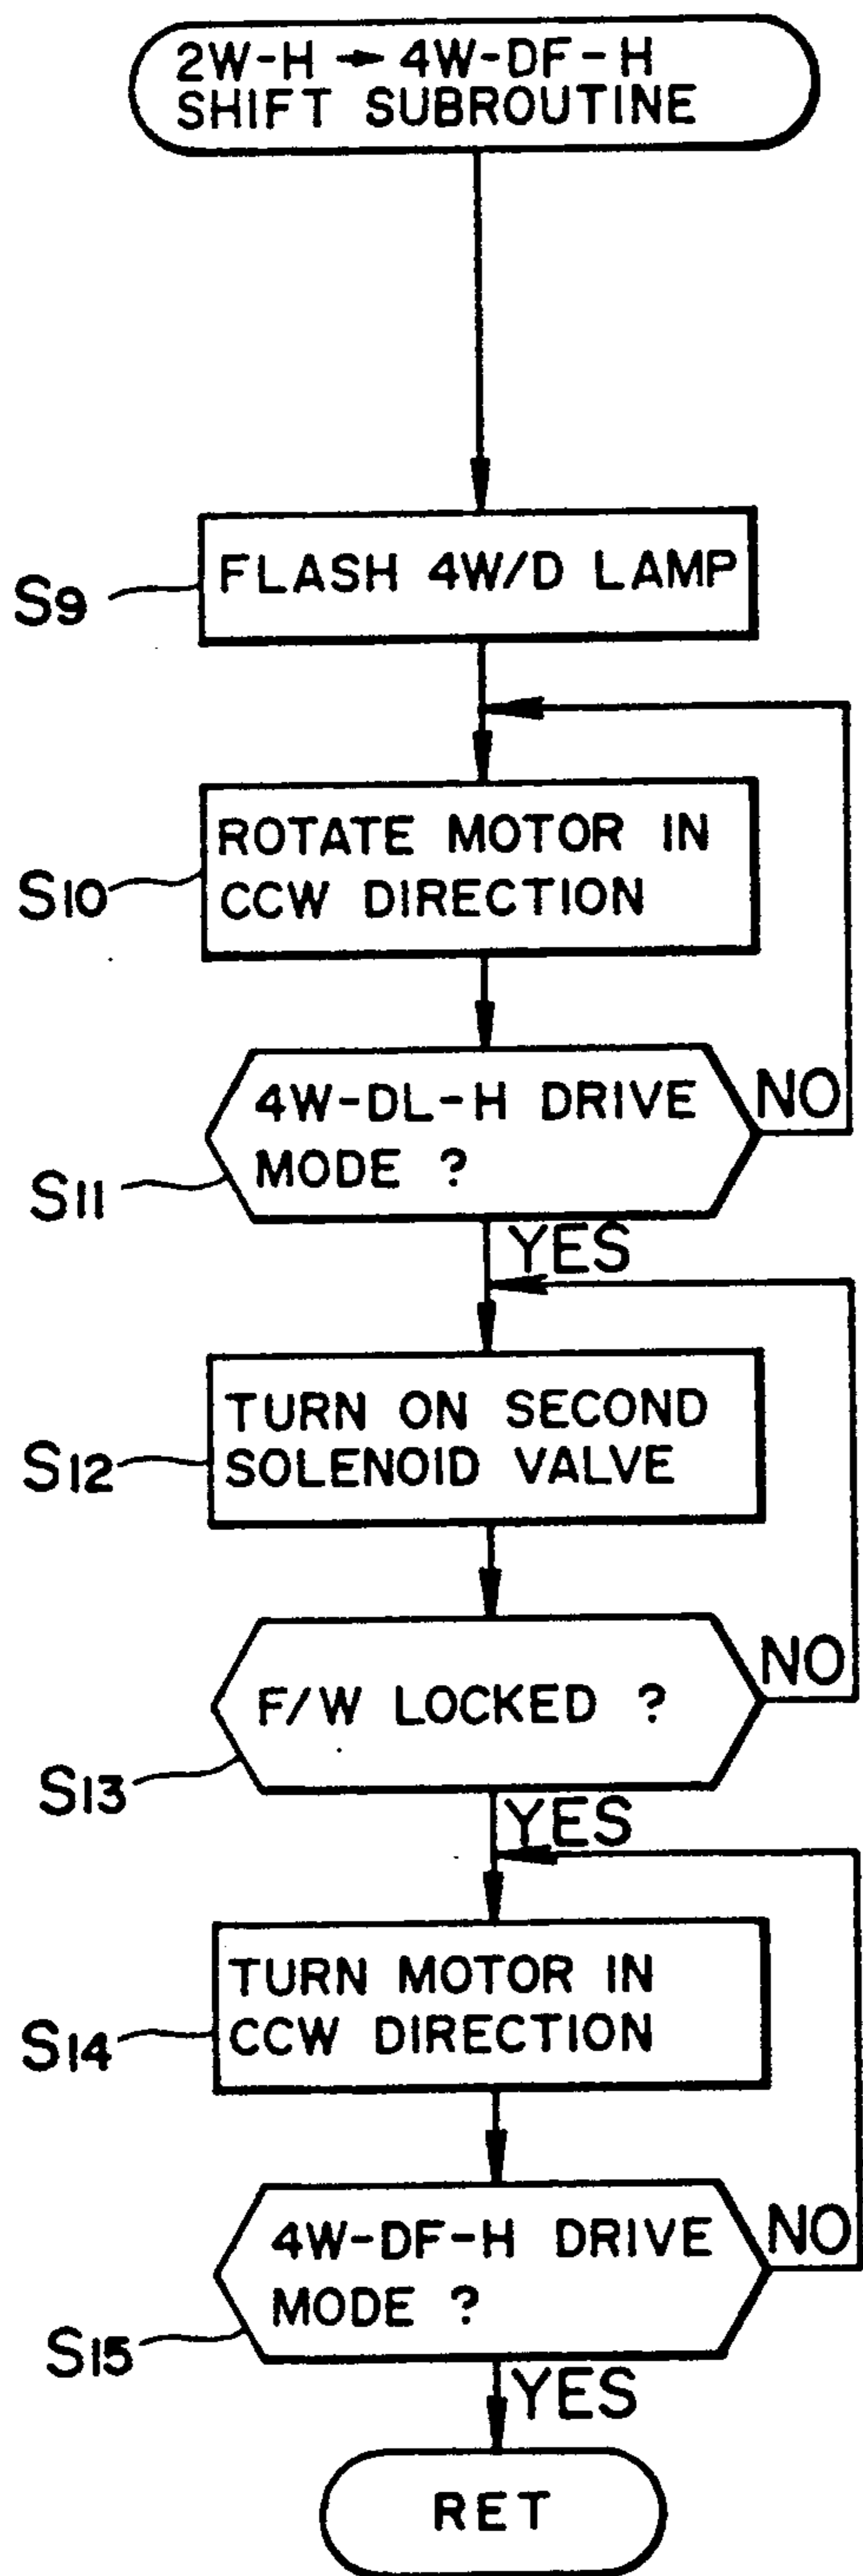 2W-H → 4W-DF-H
SHIFT SUBROUTINE
S9
FLASH 4W/D LAMP
S10
ROTATE MOTOR IN
CCW DIRECTION
S11
4W-DL-H DRIVE
MODE ?
NO
YES
S12
TURN ON SECOND
SOLENOID VALVE
S13
F/W LOCKED ?
NO
YES
S14
TURN MOTOR IN
CCW DIRECTION
S15
4W-DF-H DRIVE
MODE ?
NO
YES
RET